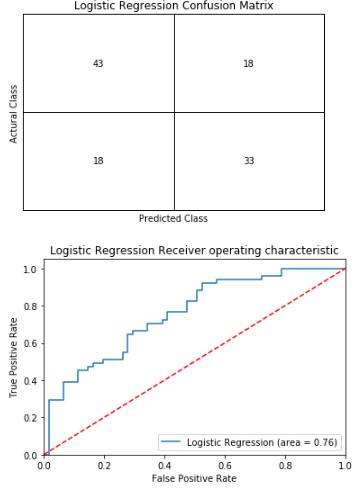 Logistic Regression Confusion Matrix
43 18
Actural Class
18 33
Predicted Class
Logistic Regression Receiver operating characteristic
1.0
0.8
0.6
True Positive Rate
0.4
0.2
0.0
Logistic Regression (area = 0.76)
0.0 0.2 0.4 0.6 0.8 1.0
False Positive Rate